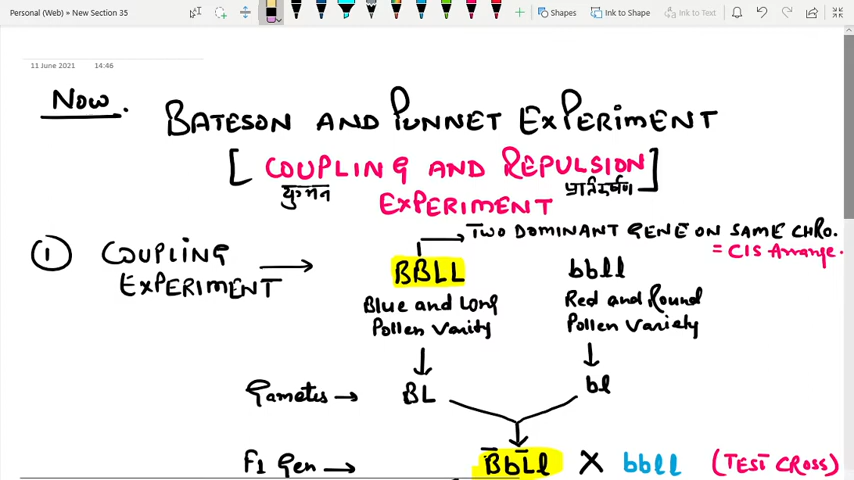 Personal (Web) » New Section 35
Shapes
Ink to Shape
Ink to Text
11 June 2021 14:46
Now.
BATESON AND PUNNET ExPERiMENT
[COUPLING AND REPULSION]
युग्मन
प्रतिकर्षण
EXPERIMENT
TWO DOMINANT GENE ON SAME CHRO.
= CIS Arrange.
① COUPLING
EXPERIMENT →
BBLL bbll
Blue and Long
Pollen Varity
Red and Round
Pollen Variety
Gametes → BL bl
F1 Gen → BbLl X bbll (TEST CROSS)